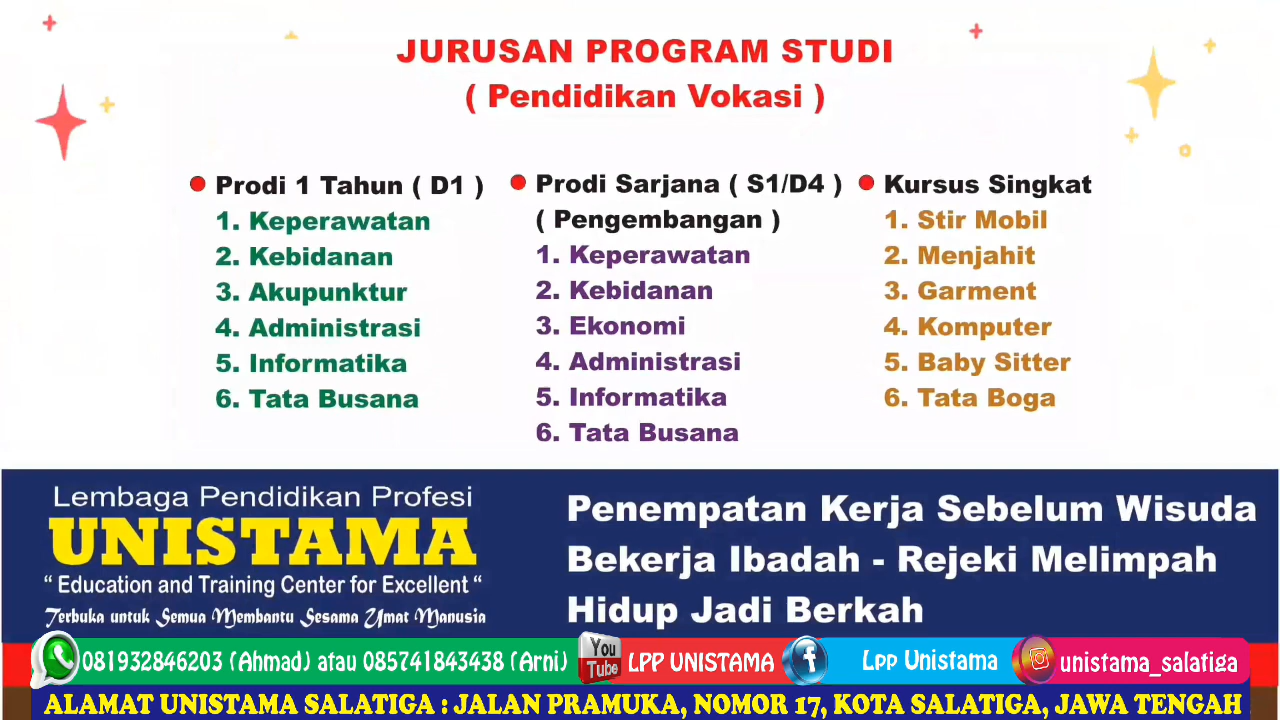 JURUSAN PROGRAM STUDI
( Pendidikan Vokasi )
Prodi 1 Tahun ( D1 )
1. Keperawatan
2. Kebidanan
3. Akupunktur
4. Administrasi
5. Informatika
6. Tata Busana
Prodi Sarjana ( S1/D4 )
( Pengembangan )
1. Keperawatan
2. Kebidanan
3. Ekonomi
4. Administrasi
5. Informatika
6. Tata Busana
Kursus Singkat
1. Stir Mobil
2. Menjahit
3. Garment
4. Komputer
5. Baby Sitter
6. Tata Boga
Lembaga Pendidikan Profesi
UNISTAMA
“ Education and Training Center for Excellent “
Terbuka untuk Semua Membantu Sesama Umat Manusia
Penempatan Kerja Sebelum Wisuda
Bekerja Ibadah - Rejeki Melimpah
Hidup Jadi Berkah
081932846203 (Ahmad) atau 085741843438 (Arni)
You
Tube
LPP UNISTAMA
Lpp Unistama
unistama_salatiga
ALAMAT UNISTAMA SALATIGA : JALAN PRAMUKA, NOMOR 17, KOTA SALATIGA, JAWA TENGAH